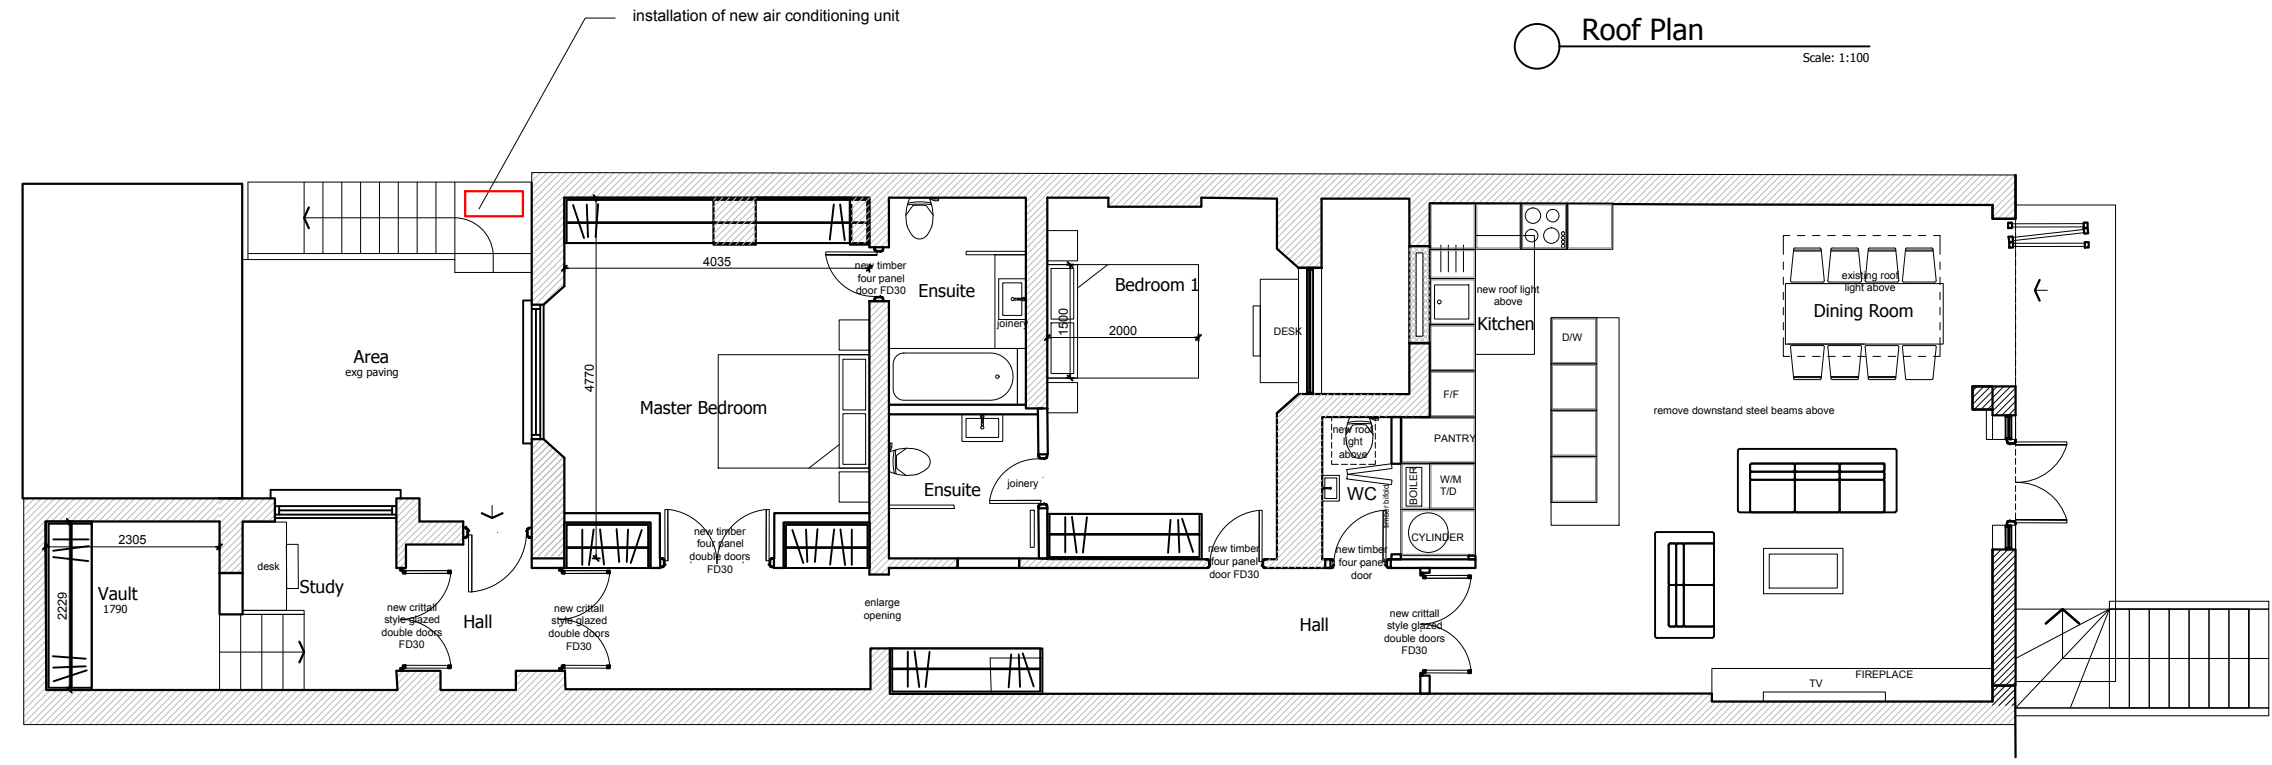 installation of new air conditioning unit
Roof Plan
Scale: 1:100
Area
exg paving
4035
4770
Master Bedroom
new timber
four panel
door FD30
Ensuite
joinery
Bedroom 1
1500
2000
DESK
new roof light
above
Kitchen
D/W
F/F
PANTRY
W/M
T/D
BOILER
CYLINDER
existing roof
light above
Dining Room
remove downstand steel beams above
new roof
light
above
WC
timber bifold
Ensuite
joinery
2305
2229
Vault
1790
desk
Study
new crittall
style glazed
double doors
FD30
Hall
new crittall
style glazed
double doors
FD30
new timber
four panel
double doors
FD30
enlarge
opening
new timber
four panel
door FD30
new timber
four panel
door
Hall
new crittall
style glazed
double doors
FD30
FIREPLACE
TV